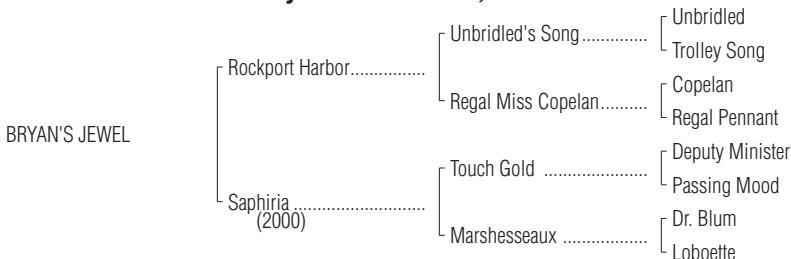 Unbridled
Unbridled's Song ..............
Trolley Song
Rockport Harbor................
Copelan
Regal Miss Copelan..........
Regal Pennant
BRYAN'S JEWEL
Deputy Minister
Touch Gold ...................
Passing Mood
Saphiria ...........................
(2000)
Dr. Blum
Marshesseaux ................
Loboette